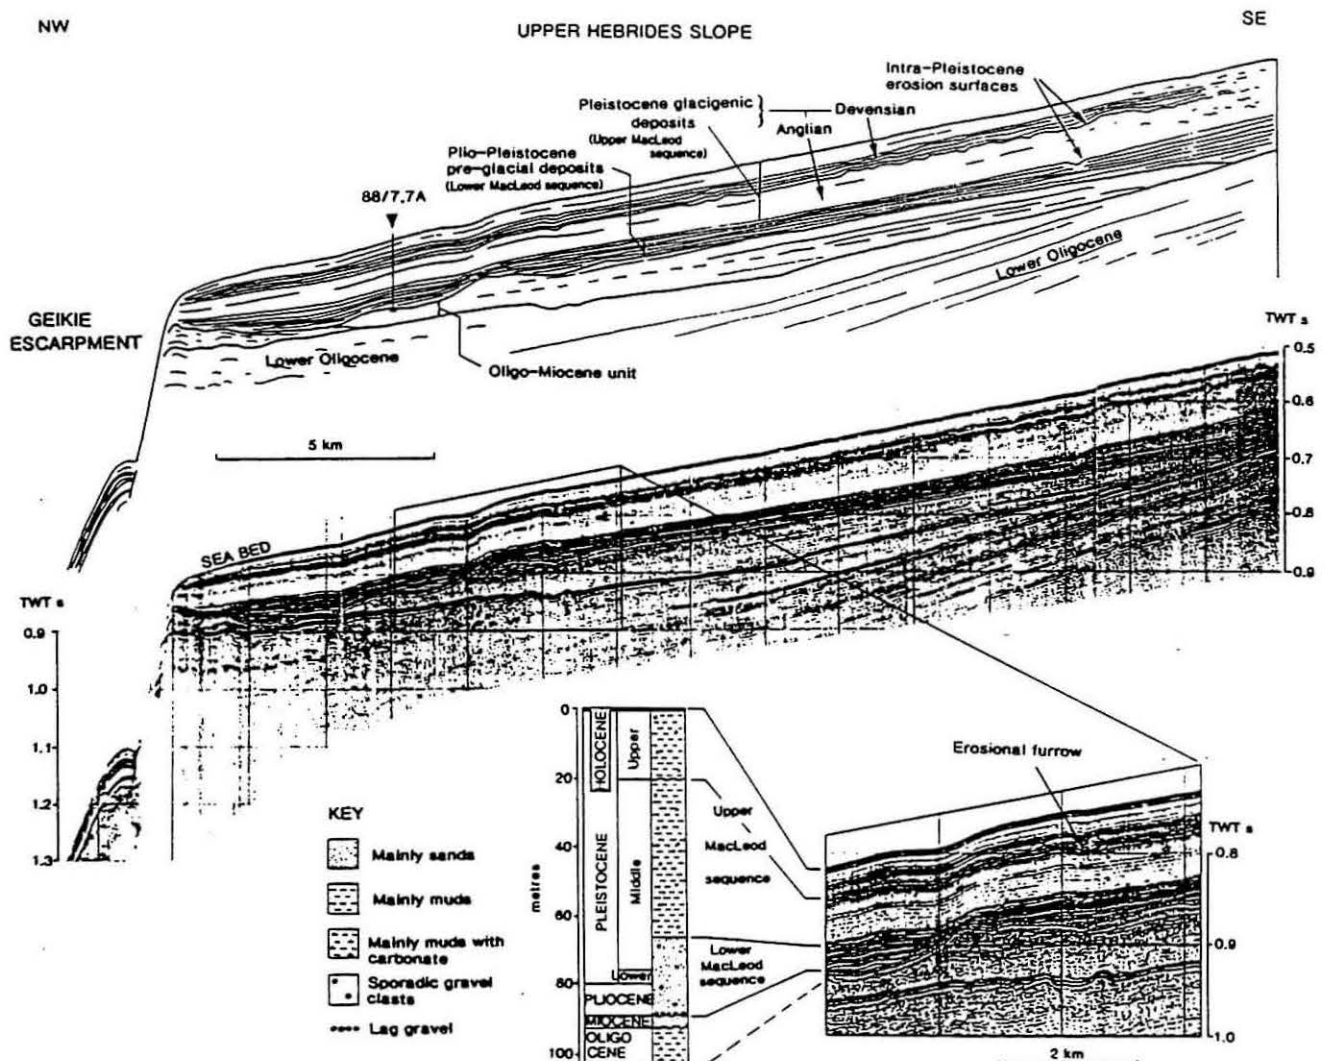 NW
UPPER HEBRIDES SLOPE
SE
Intra-Pleistocene
erosion surfaces
Pleistocene glacigenic
deposits
(Upper MacLeod
sequence)
Devensian
Anglian
Plio-Pleistocene
pre-glacial deposits
(Lower MacLeod sequence)
88/7,7A
Lower Oligocene
GEIKIE
ESCARPMENT
Lower Oligocene
Oligo-Miocene unit
TWT s
0.5
0.6
0.7
0.8
0.9
5 km
SEA BED
TWT s
0.9
1.0
1.1
1.2
1.3
KEY
Mainly sands
Mainly muds
Mainly muds with
carbonate
Sporadic gravel
clasts
Lag gravel
metres
0
20
40
60
80
100
HOLOCENE
PLEISTOCENE
Upper
Middle
Lower
PLIOCENE
MIOCENE
OLIGO
CENE
Upper
MacLeod
sequence
Lower
MacLeod
sequence
Erosional furrow
TWT s
0.8
0.9
1.0
2 km